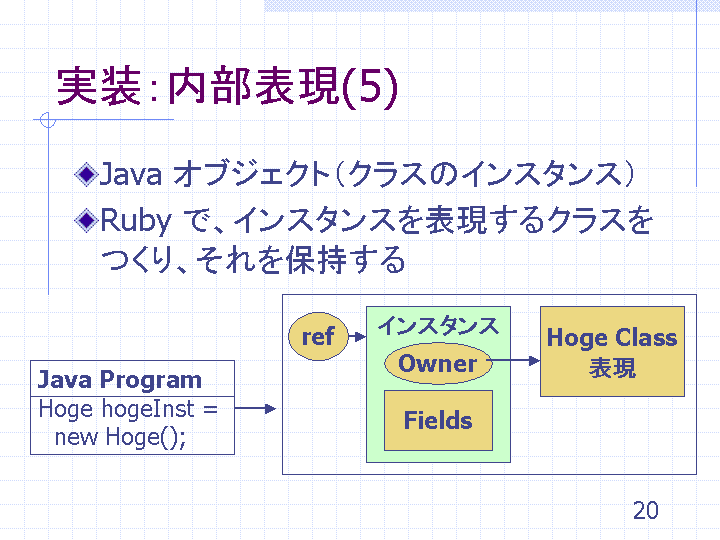 実装：内部表現(5)
Java オブジェクト（クラスのインスタンス）
Ruby で、インスタンスを表現するクラスを
つくり、それを保持する
ref
インスタンス
Owner
Fields
Hoge Class
表現
Java Program
Hoge hogeInst =
new Hoge();
20